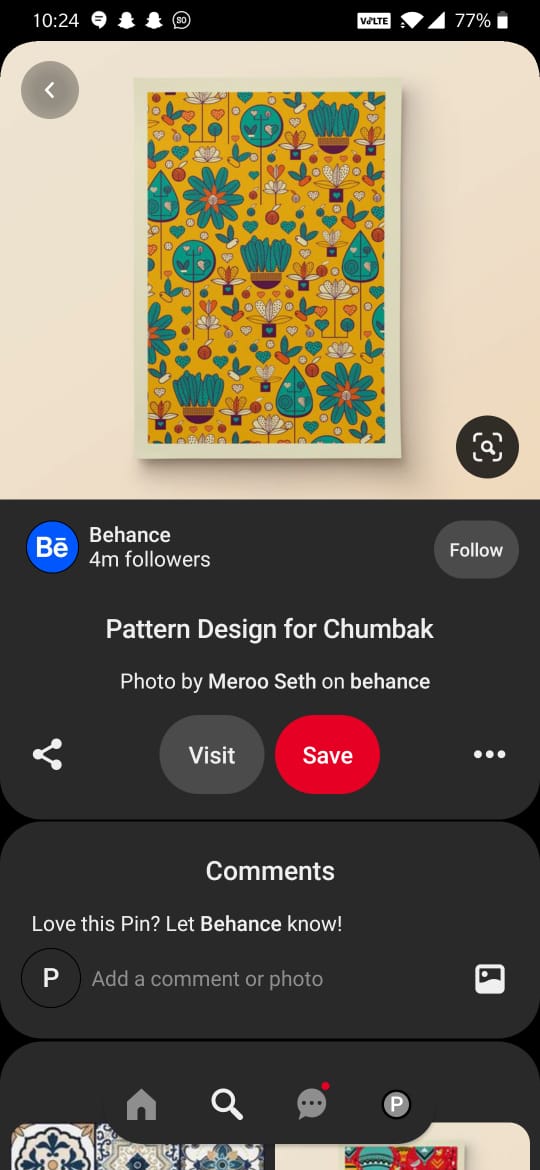 10:24
VoLTE
77%
Bē
Behance
4m followers
Follow
Pattern Design for Chumbak
Photo by Meroo Seth on behance
Visit
Save
Comments
Love this Pin? Let Behance know!
P
Add a comment or photo
P